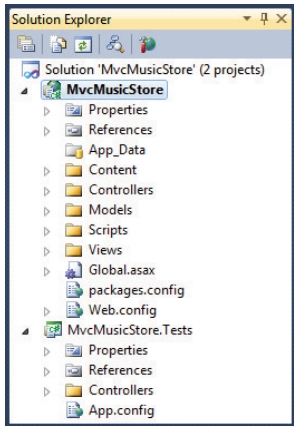 Solution Explorer
Solution 'MvcMusicStore' (2 projects)
MvcMusicStore
Properties
References
App_Data
Content
Controllers
Models
Scripts
Views
Global.asax
packages.config
Web.config
MvcMusicStore.Tests
Properties
References
Controllers
App.config